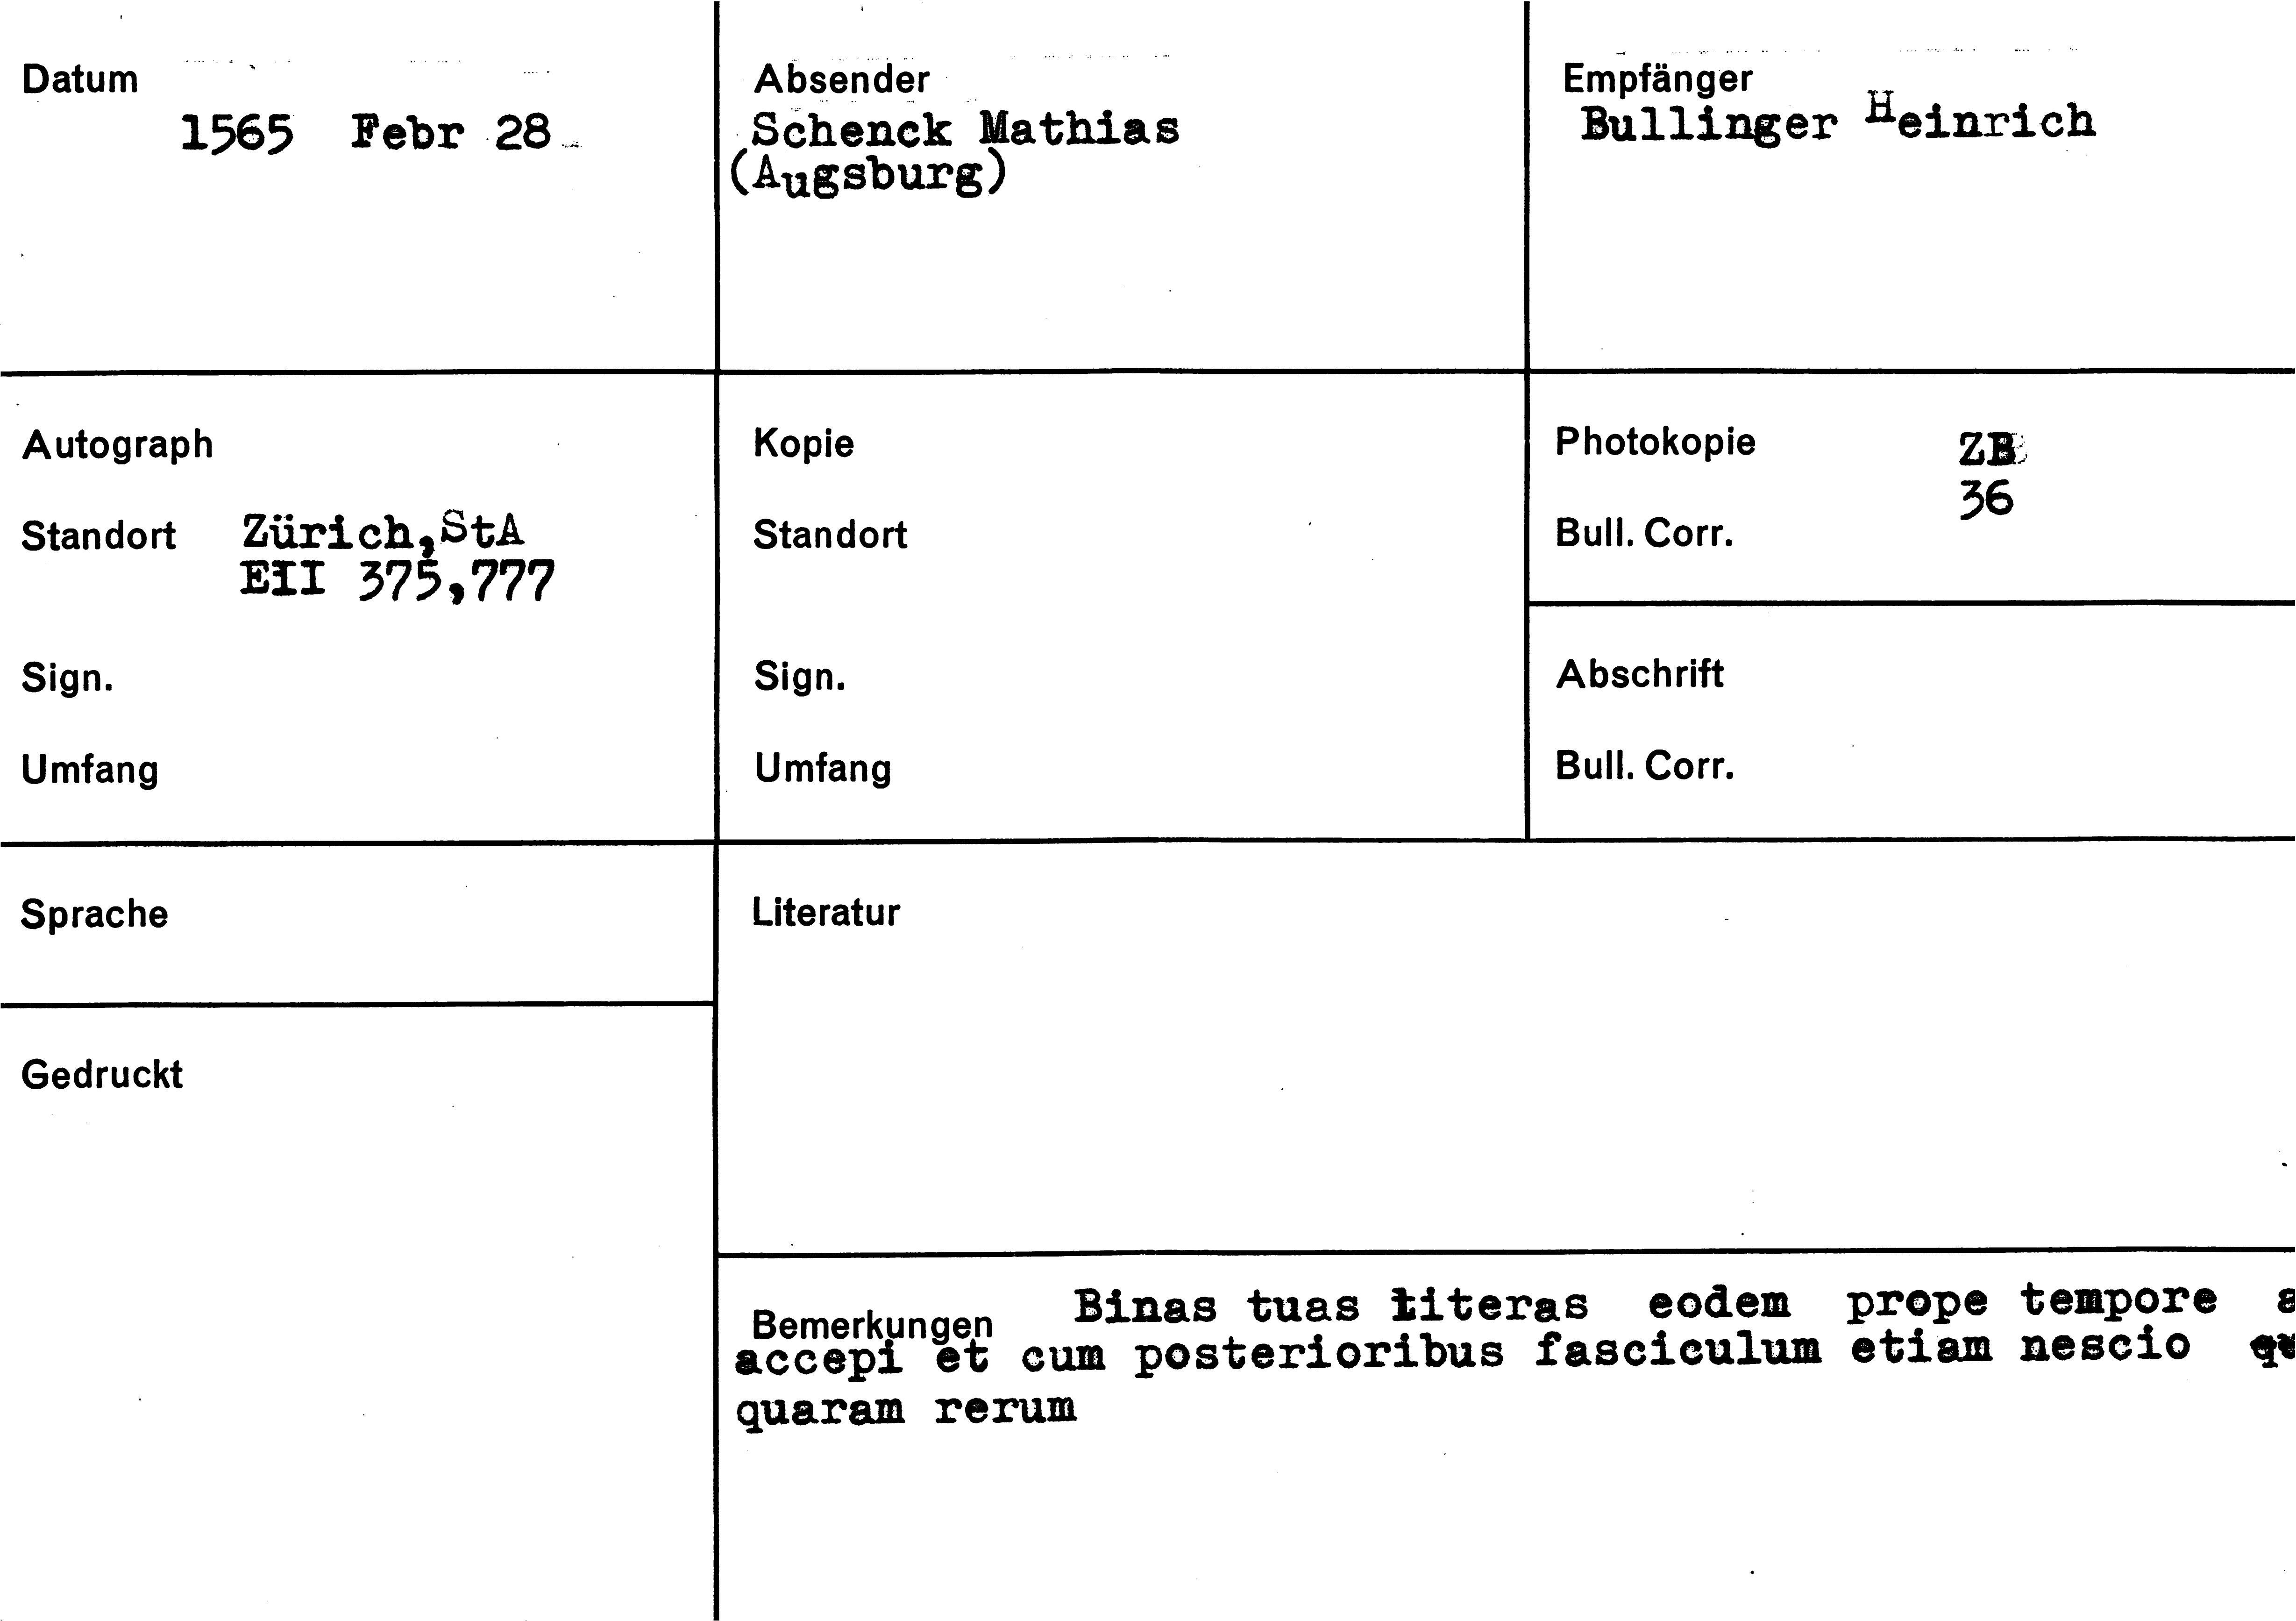 Datum
1565 Febr 28
Absender
Schenck Mathias
(Augsburg)
Empfänger
Bullinger Heinrich
Autograph
Standort Zürich,StA
EII 375,777
Sign.
Umfang
Kopie
Standort
Sign.
Umfang
Photokopie ZB
36
Bull. Corr.
Abschrift
Bull. Corr.
Sprache
Gedruckt
Literatur
Bemerkungen Binas tuas literas eodem prope tempore
accepi et cum posterioribus fasciculum etiam nescio
quaram rerum